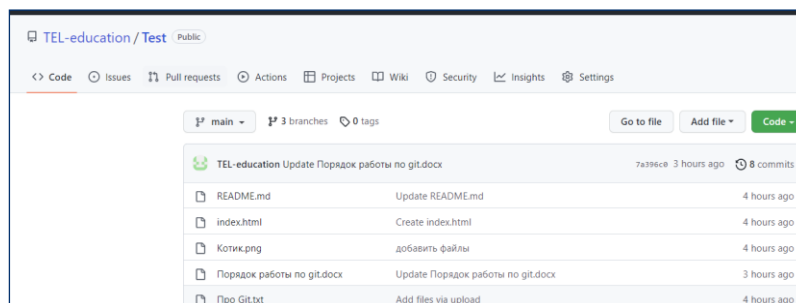 TEL-education / Test Public
Code Issues Pull requests Actions Projects Wiki Security Insights Settings
main 3 branches 0 tags Go to file Add file Code
TEL-education Update Порядок работы по git.docx 7a396c0 3 hours ago 8 commits
README.md Update README.md 4 hours ago
index.html Create index.html 4 hours ago
Котик.png добавить файлы 4 hours ago
Порядок работы по git.docx Update Порядок работы по git.docx 3 hours ago
Про Git.txt Add files via upload 4 hours ago